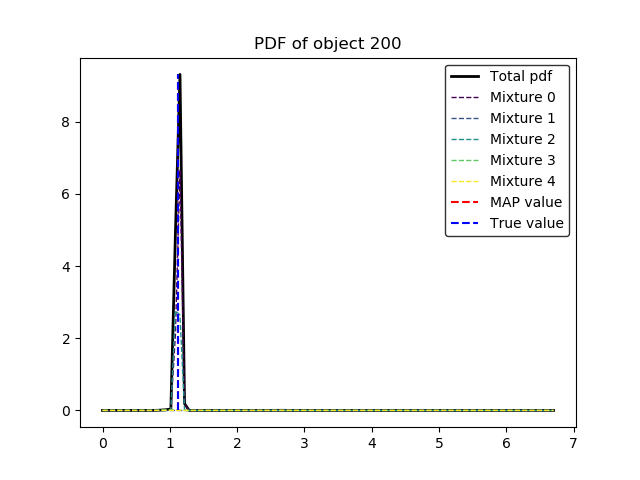 PDF of object 200
Total pdf
Mixture 0
Mixture 1
Mixture 2
Mixture 3
Mixture 4
MAP value
True value
8
6
4
2
0
0 1 2 3 4 5 6 7